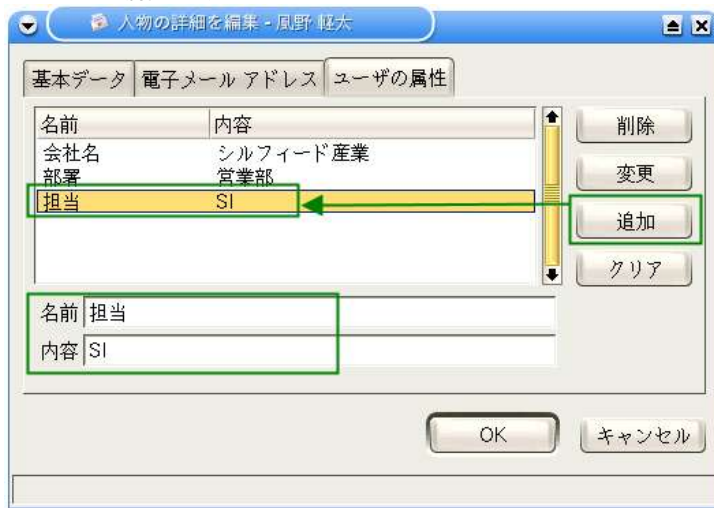 人物の詳細を編集 - 風野 軽大
基本データ 電子メール アドレス ユーザの属性
名前 内容
会社名 シルフィード産業
部署 営業部
担当 SI
削除
変更
追加
クリア
名前 担当
内容 SI
OK キャンセル